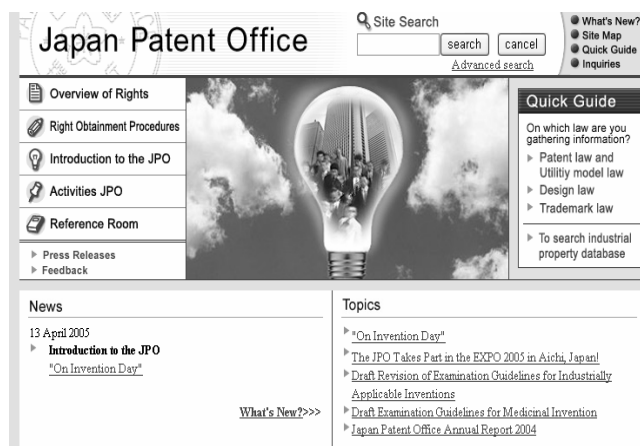 Japan Patent Office
Site Search
search cancel
Advanced search
What's New?
Site Map
Quick Guide
Inquiries
Overview of Rights
Right Obtainment Procedures
Introduction to the JPO
Activities JPO
Reference Room
Press Releases
Feedback
Quick Guide
On which law are you
gathering information?
Patent law and
Utilitiy model law
Design law
Trademark law
To search industrial
property database
News
13 April 2005
Introduction to the JPO
"On Invention Day"
What's New?>>>
Topics
"On Invention Day"
The JPO Takes Part in the EXPO 2005 in Aichi, Japan!
Draft Revision of Examination Guidelines for Industrially
Applicable Inventions
Draft Examination Guidelines for Medicinal Invention
Japan Patent Office Annual Report 2004